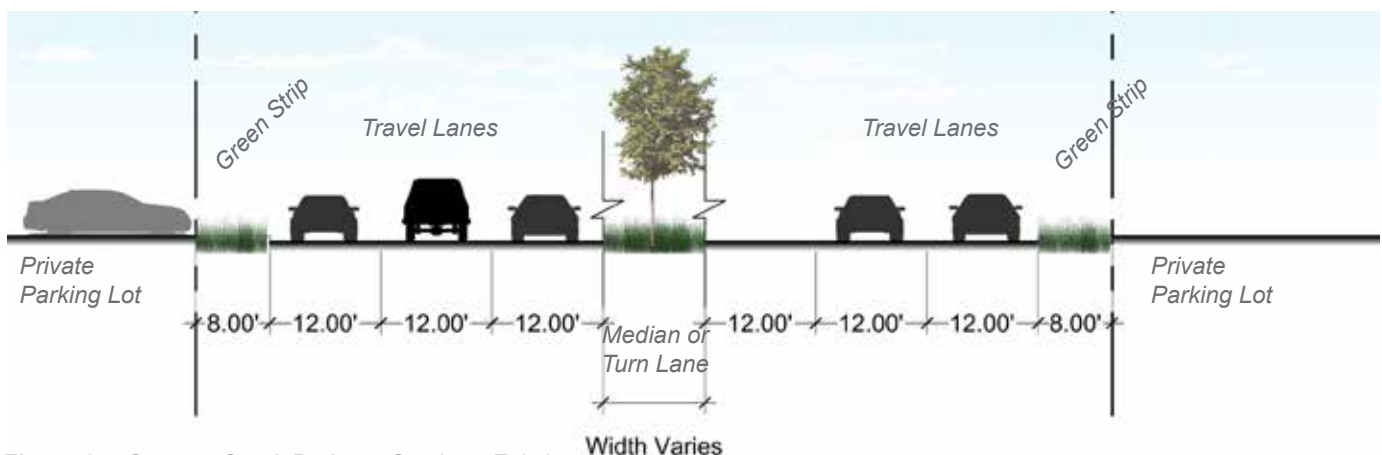 Green Strip
Travel Lanes
Travel Lanes
Green Strip
Private
Parking Lot
Private
Parking Lot
8.00' 12.00' 12.00' 12.00' 12.00' 12.00' 12.00' 8.00'
Median or
Turn Lane
Width Varies